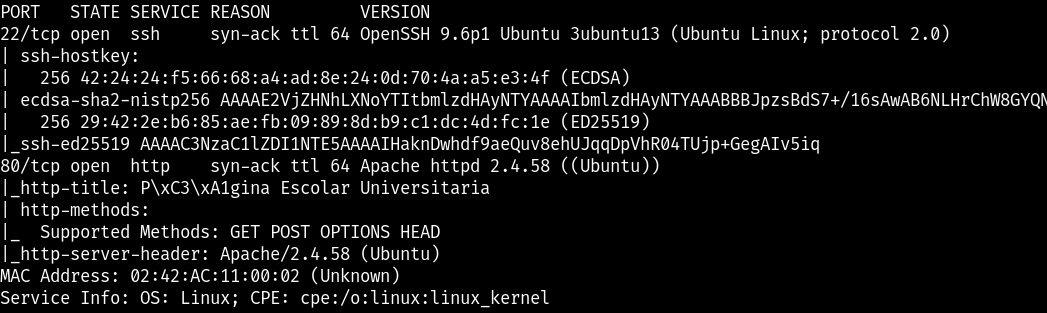 PORT   STATE SERVICE REASON         VERSION
22/tcp open  ssh     syn-ack ttl 64 OpenSSH 9.6p1 Ubuntu 3ubuntu13 (Ubuntu Linux; protocol 2.0)
| ssh-hostkey:
|   256 42:24:24:f5:66:68:a4:ad:8e:24:0d:70:4a:a5:e3:4f (ECDSA)
| ecdsa-sha2-nistp256 AAAAE2VjZHNhLXNoYTItbmlzdHAyNTYAAAAIbmlzdHAyNTYAAABBBJpzsBdS7+/16sAwAB6NLHrChW8GYQN
|   256 29:42:2e:b6:85:ae:fb:09:89:8d:b9:c1:dc:4d:fc:1e (ED25519)
|_ssh-ed25519 AAAAC3NzaC1lZDI1NTE5AAAAIHaknDwhdf9aeQuv8ehUJqqDpVhR04TUjp+GegAIv5iq
80/tcp open  http    syn-ack ttl 64 Apache httpd 2.4.58 ((Ubuntu))
|_http-title: P\xC3\xA1gina Escolar Universitaria
| http-methods:
|_  Supported Methods: GET POST OPTIONS HEAD
|_http-server-header: Apache/2.4.58 (Ubuntu)
MAC Address: 02:42:AC:11:00:02 (Unknown)
Service Info: OS: Linux; CPE: cpe:/o:linux:linux_kernel